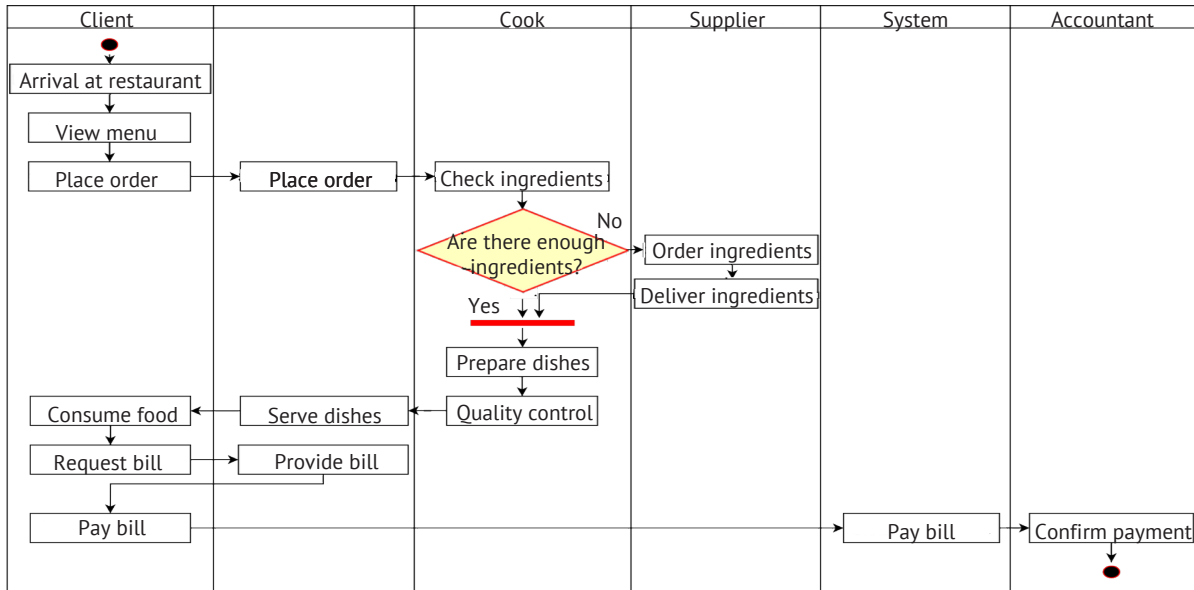 Client
Cook
Supplier
System
Accountant
Arrival at restaurant
View menu
Place order
Place order
Check ingredients
No
Are there enough
~ingredients?
Order ingredients
Deliver ingredients
Yes
Prepare dishes
Consume food
Serve dishes
Quality control
Request bill
Provide bill
Pay bill
Pay bill
Confirm payment